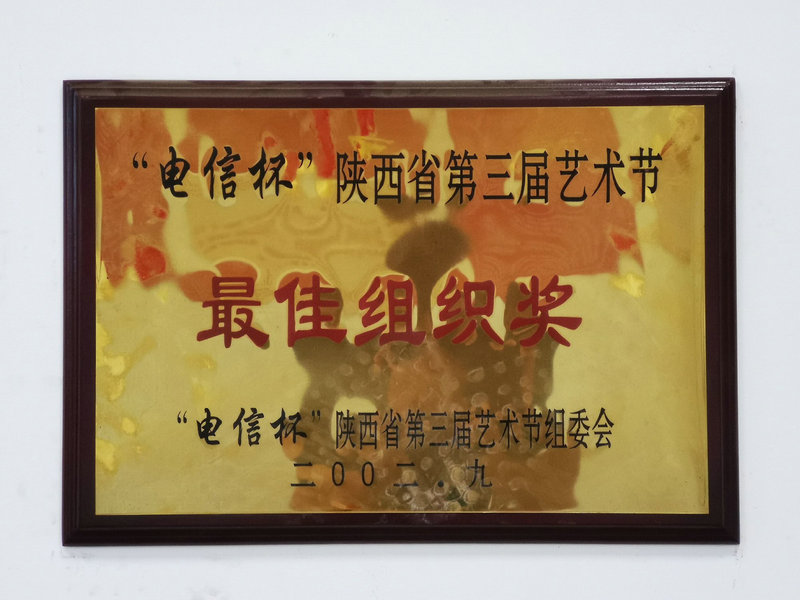 “电信杯”陕西省第三届艺术节
最佳组织奖
“电信杯”陕西省第三届艺术节组委会
二00二.九